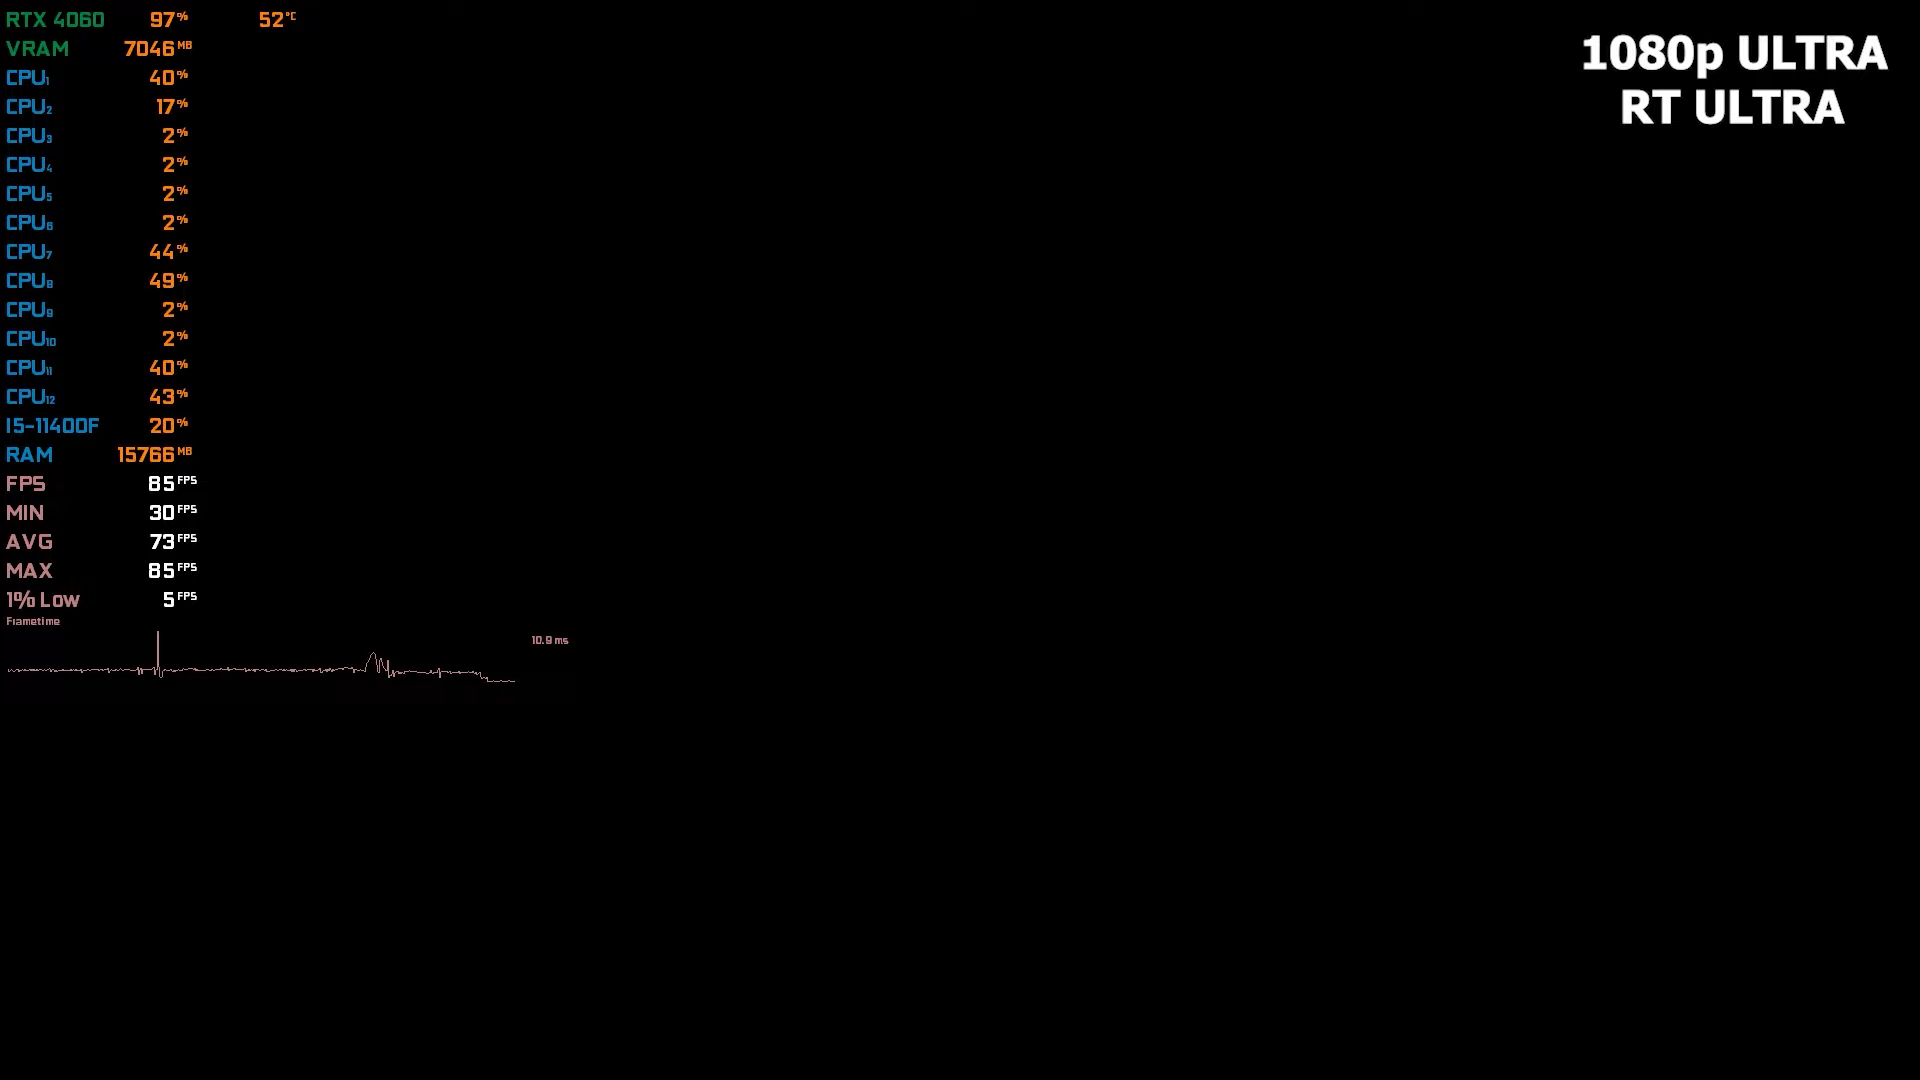 RTX 4060 97% 52°C
VRAM 7046 MB
CPU1 40%
CPU2 17%
CPU3 2%
CPU4 2%
CPU5 2%
CPU6 2%
CPU7 44%
CPU8 49%
CPU9 2%
CPU10 2%
CPU11 40%
CPU12 43%
I5-11400F 20%
RAM 15766 MB
FPS 85 FPS
MIN 30 FPS
AVG 73 FPS
MAX 85 FPS
1% Low 5 FPS
Frametime
10.9 ms
1080p ULTRA
RT ULTRA